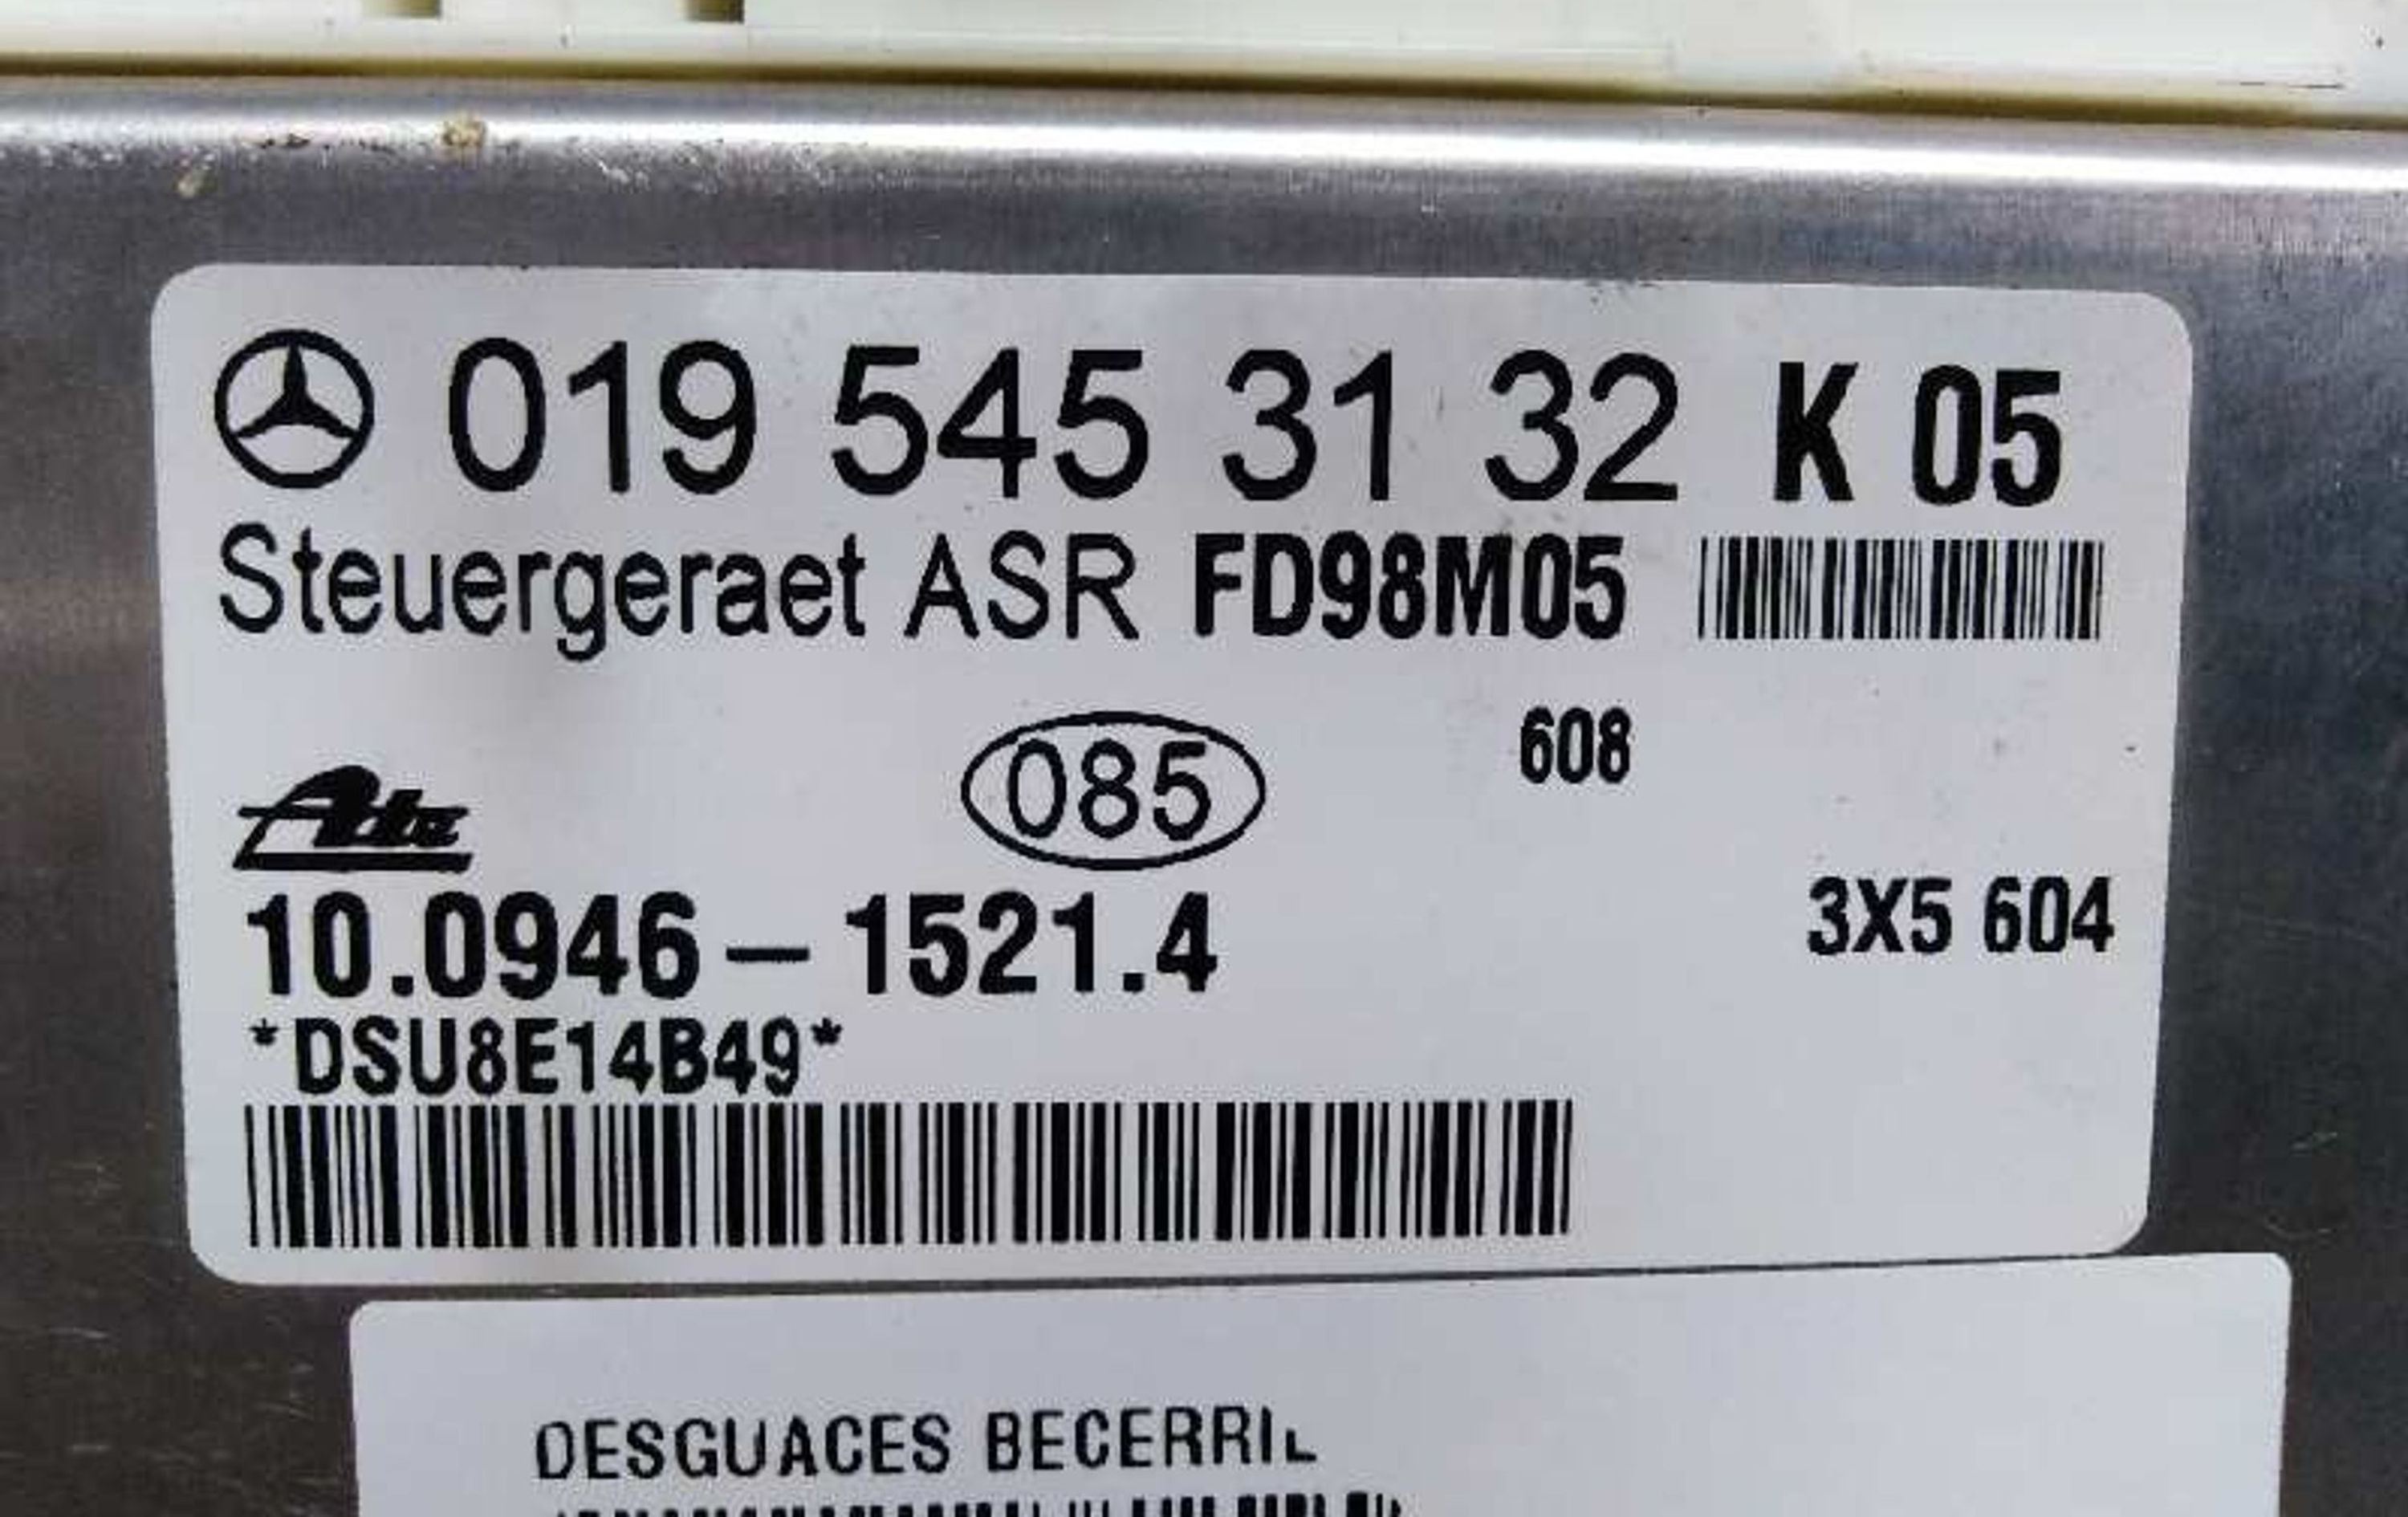 019 545 31 32 K 05
Steuergeraet ASR FD98M05
085 608
Ate
10.0946-1521.4 3X5 604
*DSU8E14B49*
DESGUACES BECERRIL